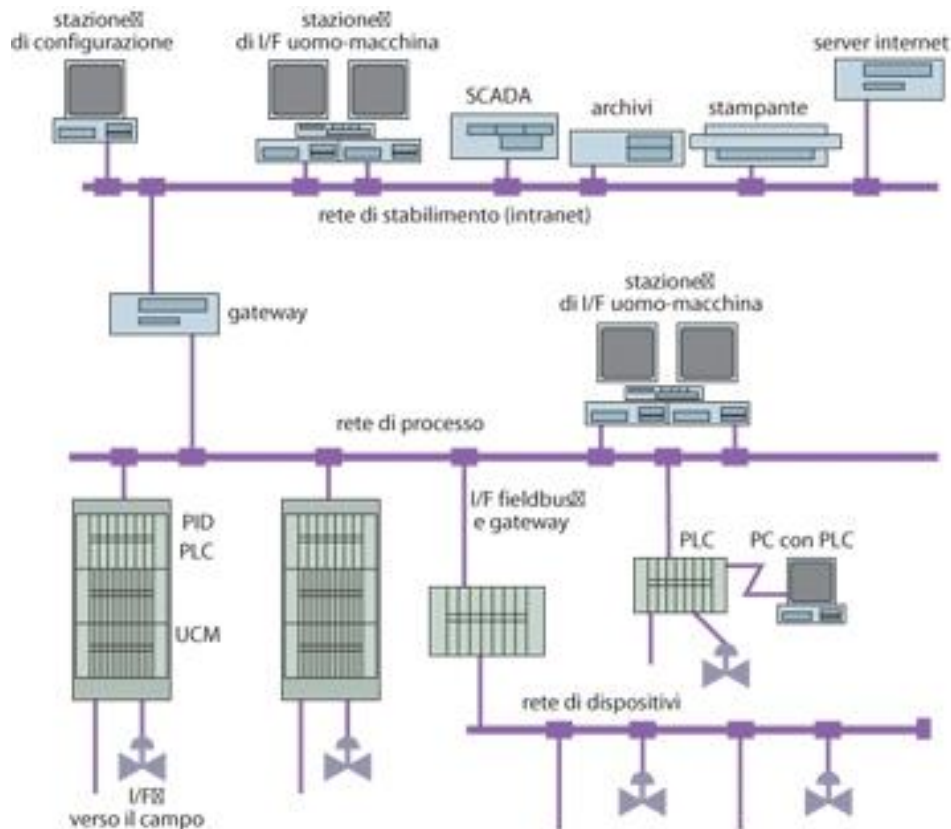 stazione
di configurazione
stazione
di I/F uomo-macchina
SCADA
archivi
stampante
server internet
rete di stabilimento (intranet)
gateway
stazione
di I/F uomo-macchina
rete di processo
PID
PLC
UCM
I/F fieldbus
e gateway
PLC
PC con PLC
rete di dispositivi
I/F
verso il campo